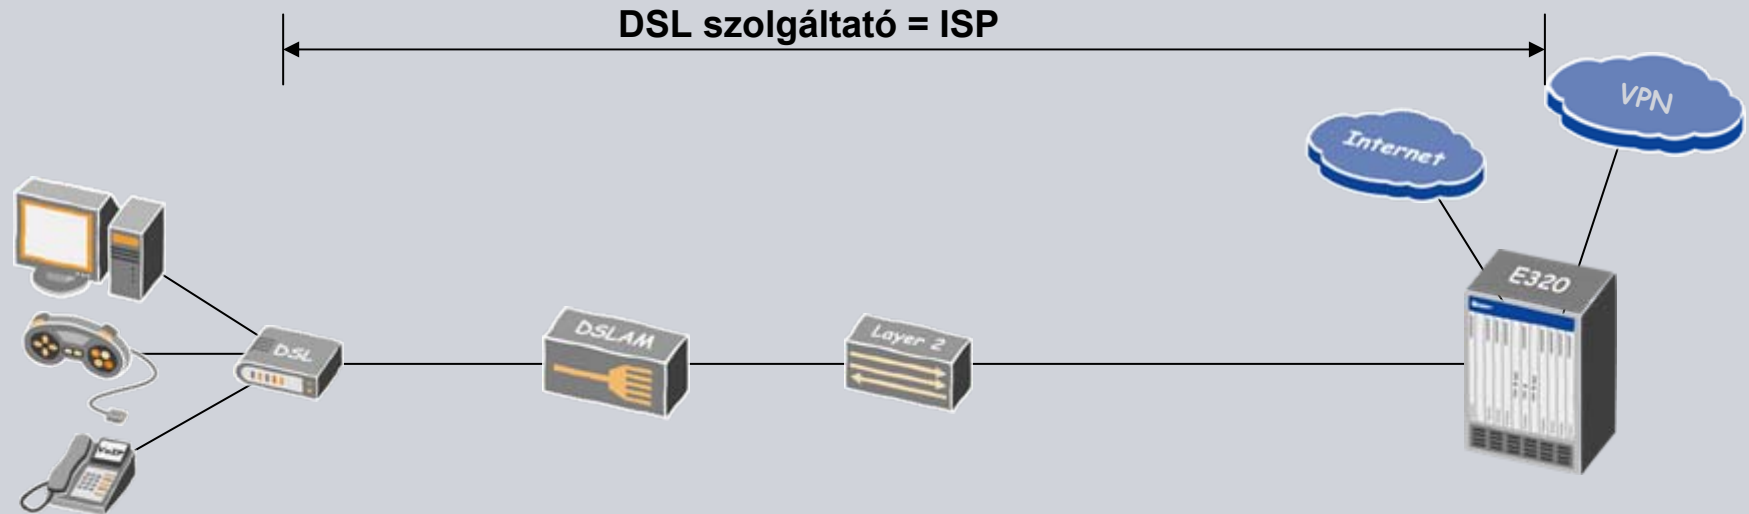 DSL szolgáltató = ISP
VPN
Internet
E320
DSL
DSLAM
Layer 2
VoIP